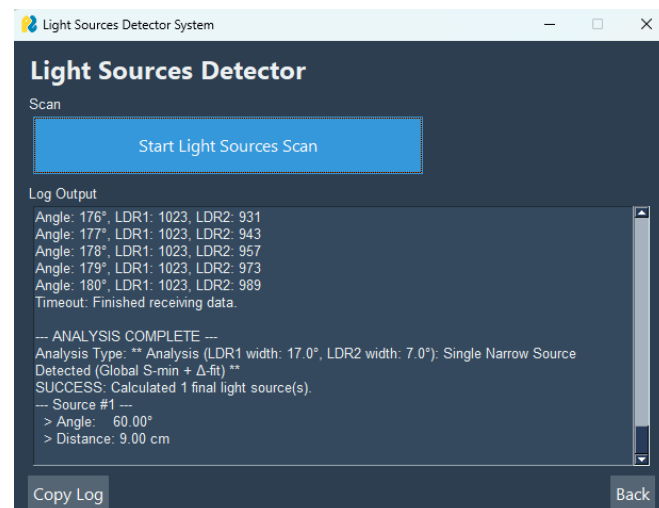 Light Sources Detector System
Light Sources Detector
Scan
Start Light Sources Scan
Log Output
Angle: 176°, LDR1: 1023, LDR2: 931
Angle: 177°, LDR1: 1023, LDR2: 943
Angle: 178°, LDR1: 1023, LDR2: 957
Angle: 179°, LDR1: 1023, LDR2: 973
Angle: 180°, LDR1: 1023, LDR2: 989
Timeout: Finished receiving data.
--- ANALYSIS COMPLETE ---
Analysis Type: ** Analysis (LDR1 width: 17.0°, LDR2 width: 7.0°): Single Narrow Source
Detected (Global S-min + Δ-fit) **
SUCCESS: Calculated 1 final light source(s).
--- Source #1 ---
> Angle: 60.00°
> Distance: 9.00 cm
Copy Log
Back